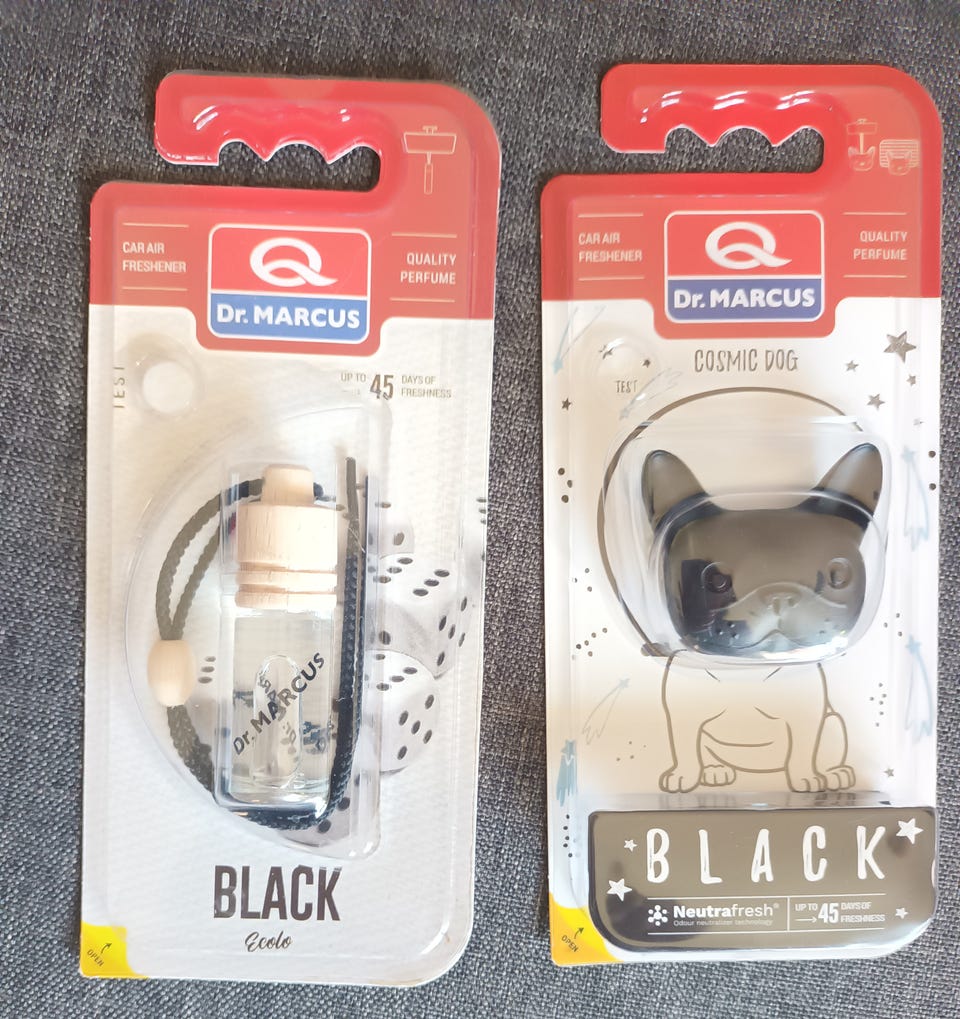 CAR AIR
FRESHENER
QUALITY
PERFUME
Dr. MARCUS
TEST
UP TO 45 DAYS OF
FRESHNESS
Dr. MARCUS
BLACK
Ecolo
OPEN
CAR AIR
FRESHENER
QUALITY
PERFUME
Dr. MARCUS
COSMIC DOG
TEST
BLACK
Neutrafresh®
Odour neutralizer technology
UP TO 45 DAYS OF
FRESHNESS
OPEN